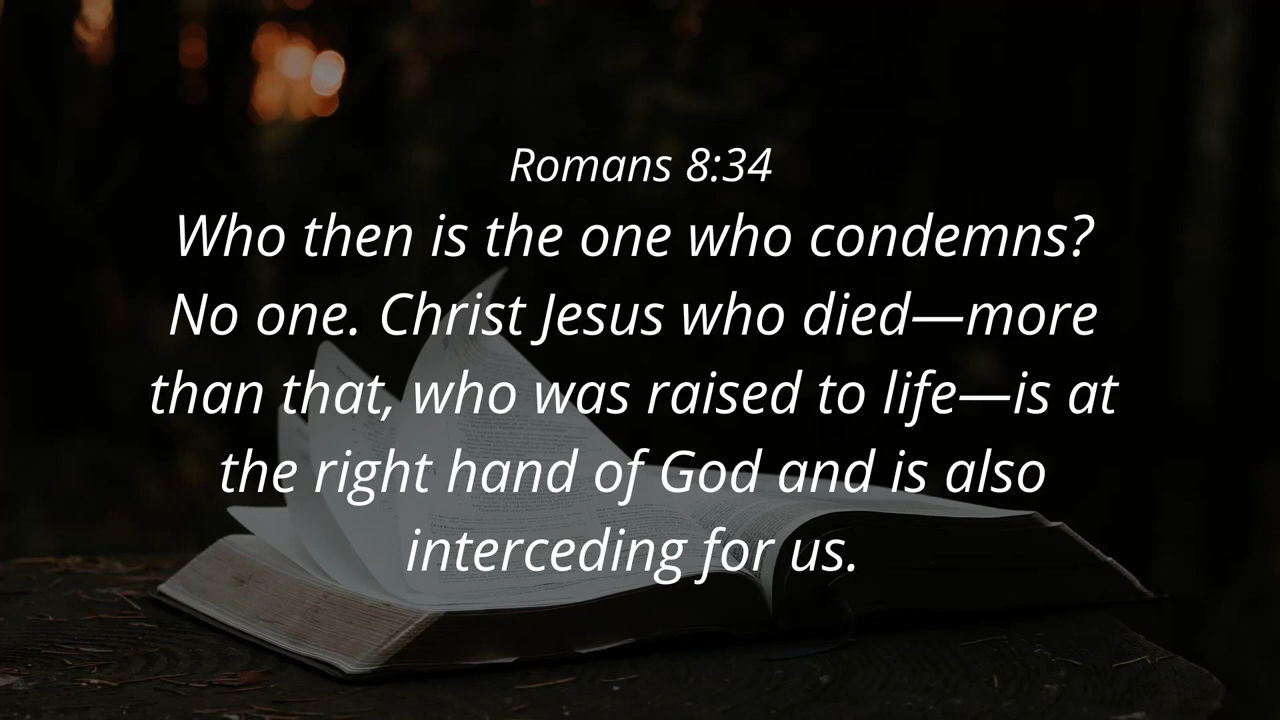 Romans 8:34
Who then is the one who condemns?
No one. Christ Jesus who died—more
than that, who was raised to life—is at
the right hand of God and is also
interceding for us.